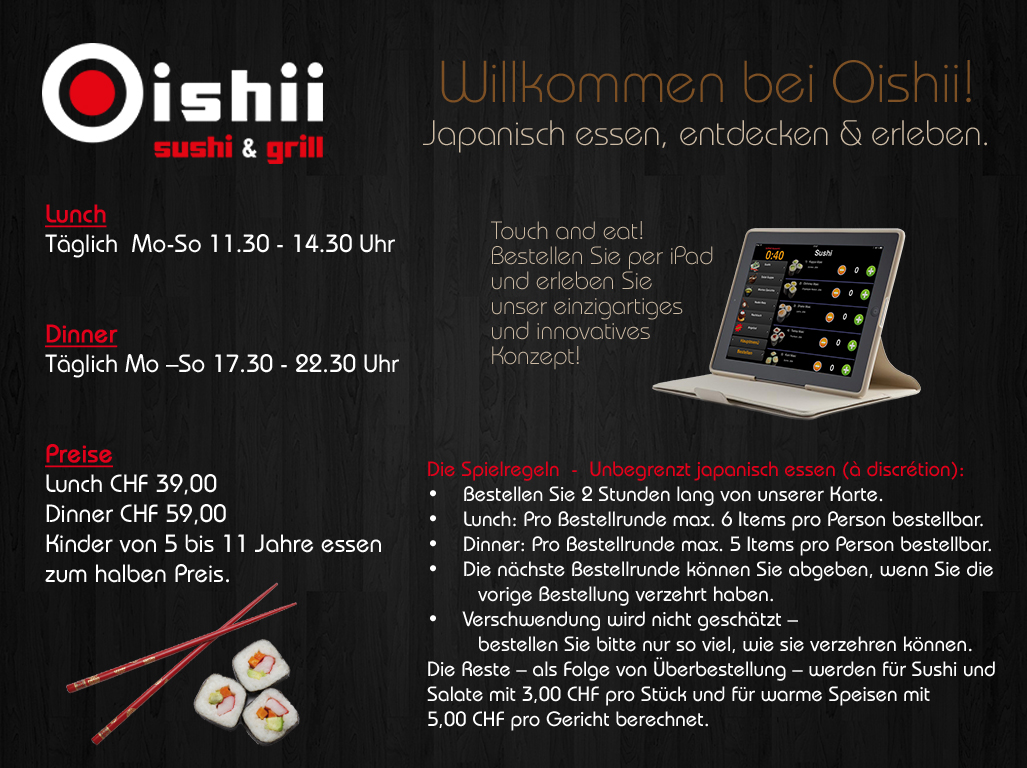 Oishii
sushi & grill
Willkommen bei Oishii!
Japanisch essen, entdecken & erleben.
Lunch
Täglich Mo-So 11.30 - 14.30 Uhr
Dinner
Täglich Mo –So 17.30 - 22.30 Uhr
Preise
Lunch CHF 39,00
Dinner CHF 59,00
Kinder von 5 bis 11 Jahre essen
zum halben Preis.
Touch and eat!
Bestellen Sie per iPad
und erleben Sie
unser einzigartiges
und innovatives
Konzept!
0:40
Sushi
0
0
0
0
0
Die Spielregeln - Unbegrenzt japanisch essen (à discrétion):
• Bestellen Sie 2 Stunden lang von unserer Karte.
• Lunch: Pro Bestellrunde max. 6 Items pro Person bestellbar.
• Dinner: Pro Bestellrunde max. 5 Items pro Person bestellbar.
• Die nächste Bestellrunde können Sie abgeben, wenn Sie die
vorige Bestellung verzehrt haben.
• Verschwendung wird nicht geschätzt –
bestellen Sie bitte nur so viel, wie sie verzehren können.
Die Reste – als Folge von Überbestellung – werden für Sushi und
Salate mit 3,00 CHF pro Stück und für warme Speisen mit
5,00 CHF pro Gericht berechnet.